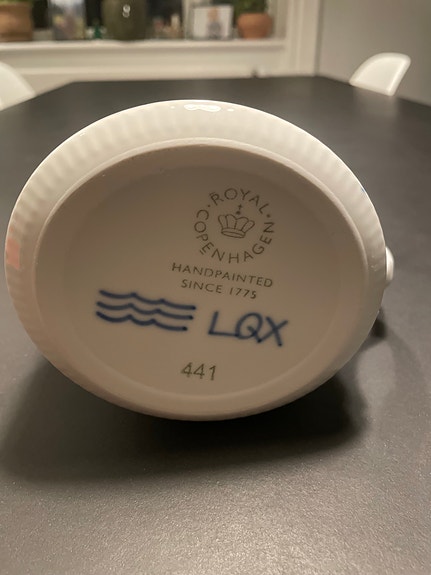 ROYAL
COPENHAGEN
HANDPAINTED
SINCE 1775
LQX
441